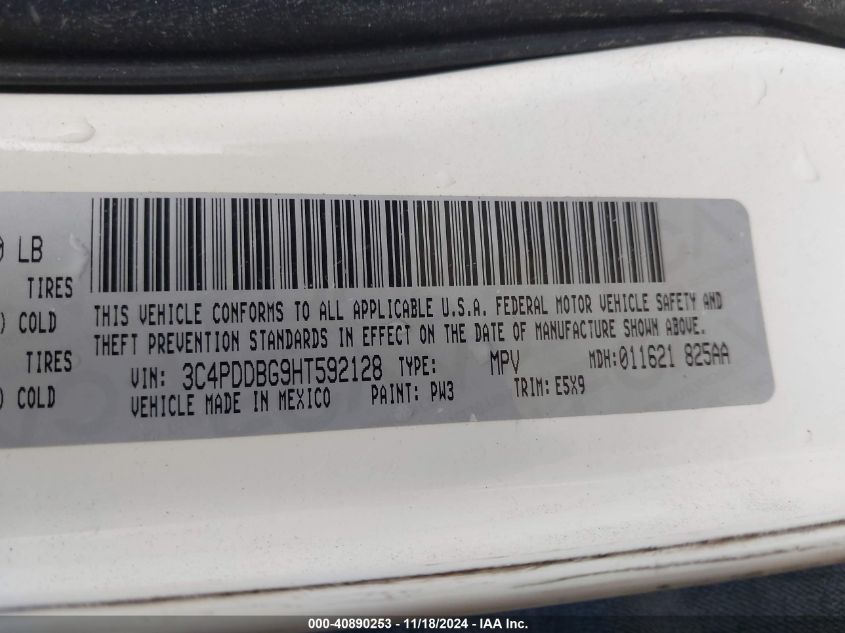 LB
TIRES
COLD
TIRES
COLD
THIS VEHICLE CONFORMS TO ALL APPLICABLE U.S.A. FEDERAL MOTOR VEHICLE SAFETY AND
THEFT PREVENTION STANDARDS IN EFFECT ON THE DATE OF MANUFACTURE SHOWN ABOVE.
VIN: 3C4PDDBG9HT592128 TYPE: MPV MDH:011621 825AA
VEHICLE MADE IN MEXICO PAINT: PW3 TRIM: E5X9
000-40890253 - 11/18/2024 - IAA, Inc.